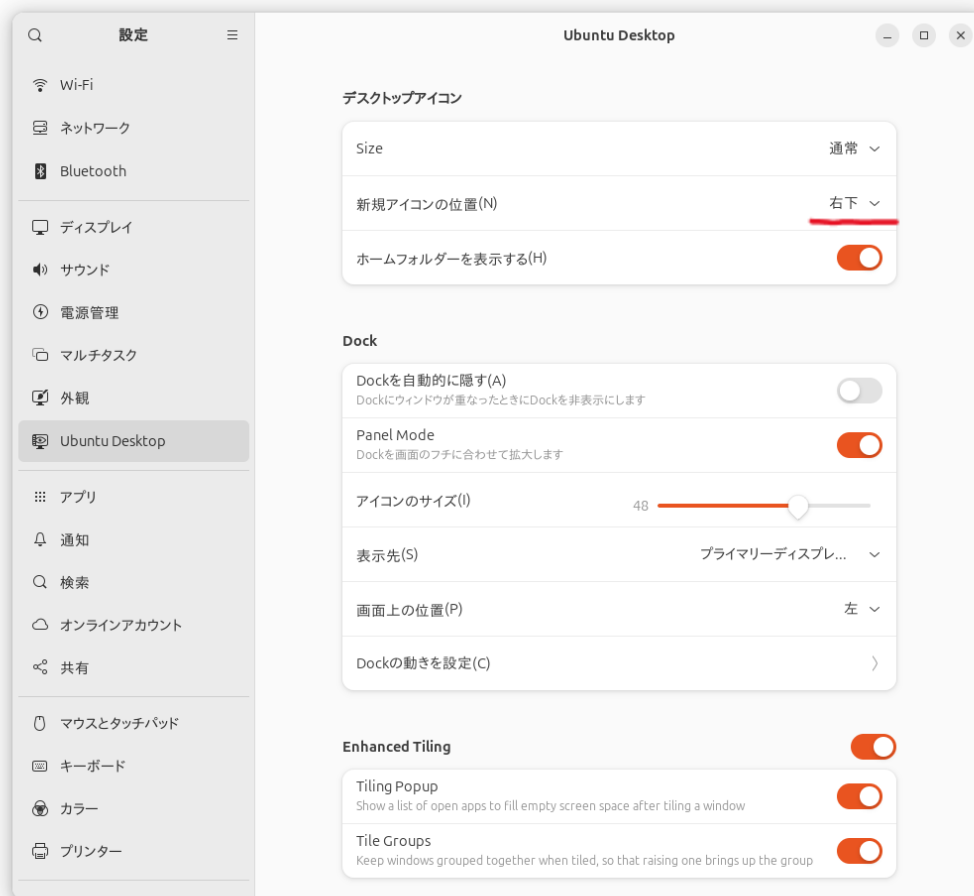 設定
Ubuntu Desktop
Wi-Fi
ネットワーク
Bluetooth
ディスプレイ
サウンド
電源管理
マルチタスク
外観
Ubuntu Desktop
アプリ
通知
検索
オンラインアカウント
共有
マウスとタッチパッド
キーボード
カラー
プリンター
デスクトップアイコン
Size 通常
新規アイコンの位置(N) 右下
ホームフォルダーを表示する(H)
Dock
Dockを自動的に隠す(A)
Dockにウィンドウが重なったときにDockを非表示にします
Panel Mode
Dockを画面のフチに合わせて拡大します
アイコンのサイズ(I) 48
表示先(S) プライマリーディスプレ...
画面上の位置(P) 左
Dockの動きを設定(C)
Enhanced Tiling
Tiling Popup
Show a list of open apps to fill empty screen space after tiling a window
Tile Groups
Keep windows grouped together when tiled, so that raising one brings up the group